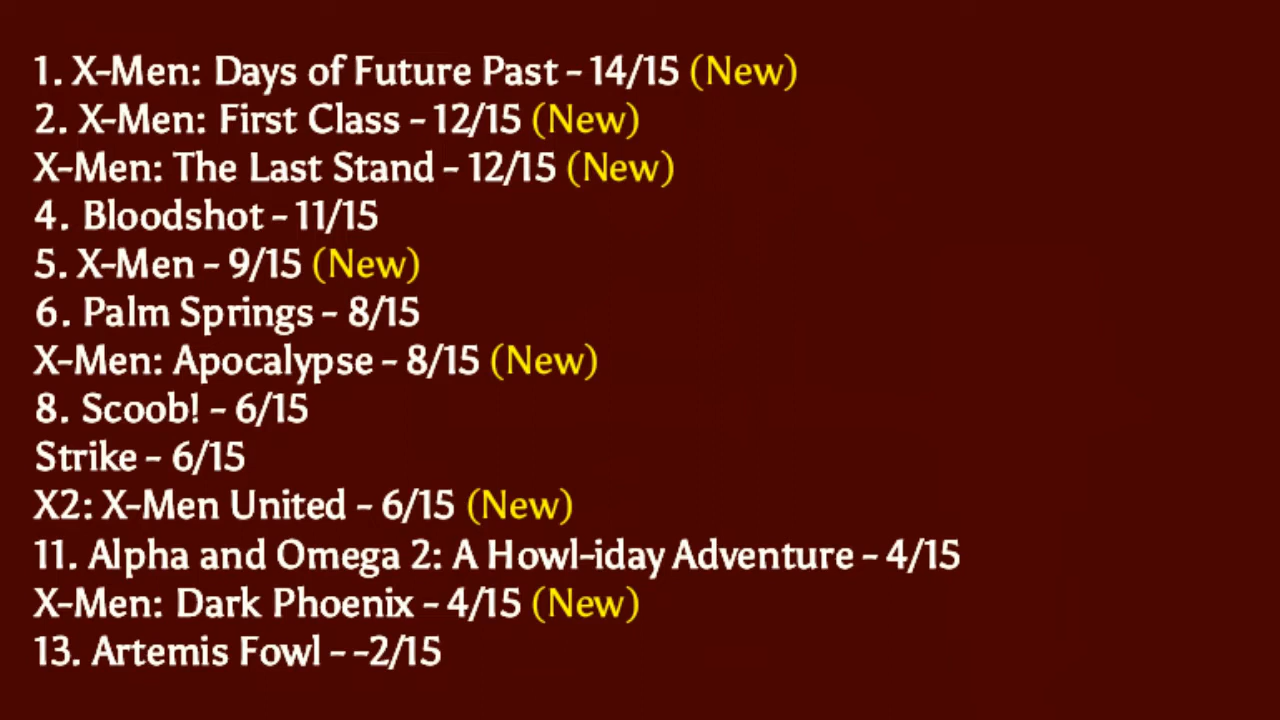 1. X-Men: Days of Future Past - 14/15 (New)
2. X-Men: First Class - 12/15 (New)
X-Men: The Last Stand - 12/15 (New)
4. Bloodshot - 11/15
5. X-Men - 9/15 (New)
6. Palm Springs - 8/15
X-Men: Apocalypse - 8/15 (New)
8. Scoob! - 6/15
Strike - 6/15
X2: X-Men United - 6/15 (New)
11. Alpha and Omega 2: A Howl-iday Adventure - 4/15
X-Men: Dark Phoenix - 4/15 (New)
13. Artemis Fowl - -2/15